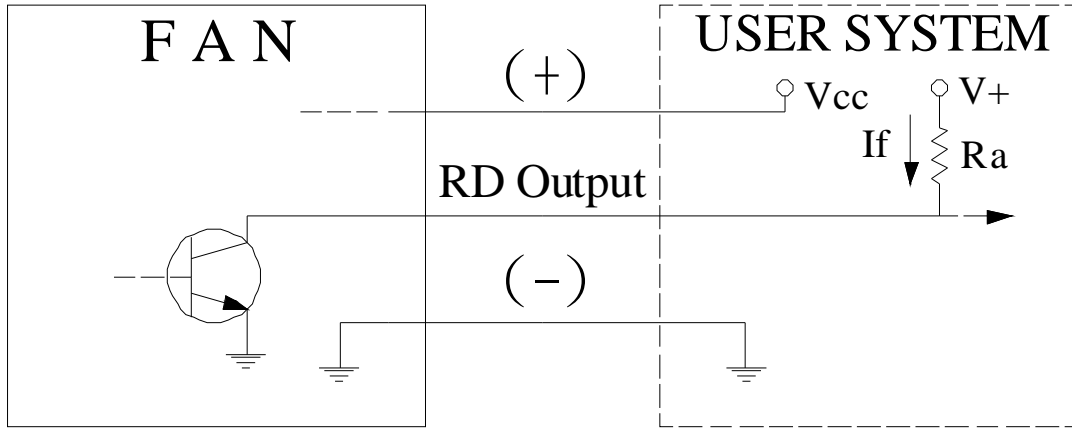 F A N
USER SYSTEM
(+)
Vcc
V+
If
Ra
RD Output
(-)